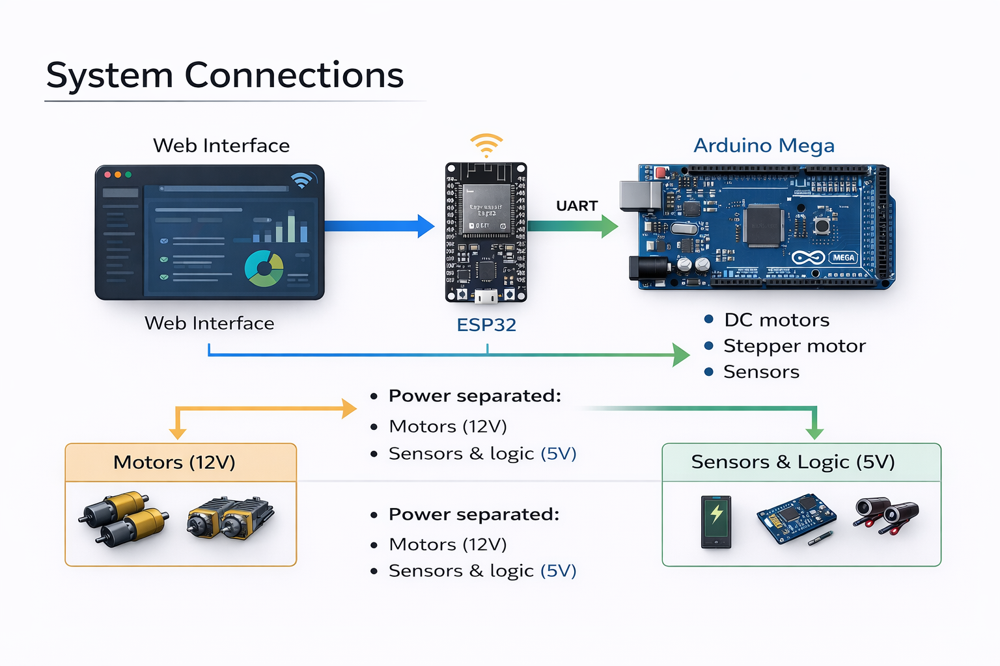 System Connections
Web Interface
Arduino Mega
UART
MEGA
Web Interface
ESP32
• DC motors
• Stepper motor
• Sensors
• Power separated:
• Motors (12V)
• Sensors & logic (5V)
Motors (12V)
Sensors & Logic (5V)
• Power separated:
• Motors (12V)
• Sensors & logic (5V)